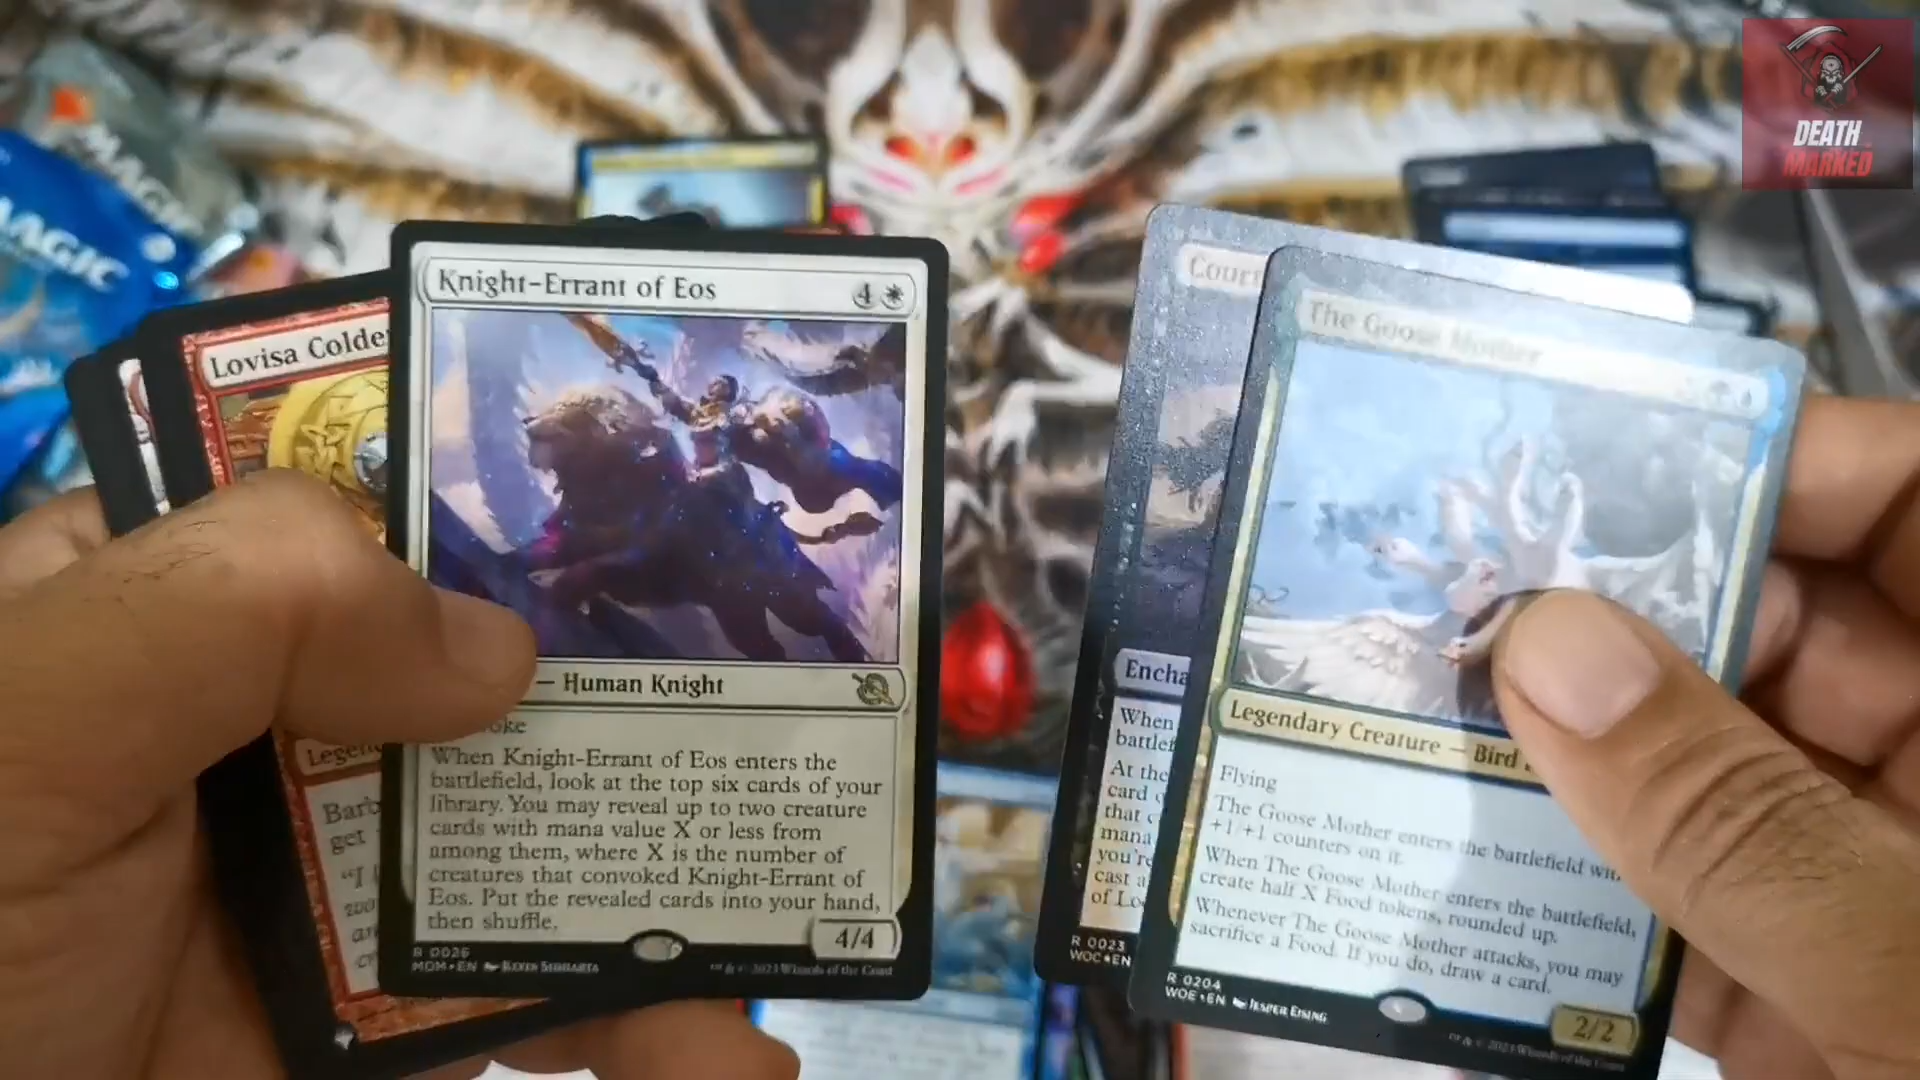 MAGIC
MAGIC
DEATH
MARKED
Lovisa Colde
Legend
Barb
get
"I
zoo
an
Knight-Errant of Eos
4
— Human Knight
oke
When Knight-Errant of Eos enters the
battlefield, look at the top six cards of your
library. You may reveal up to two creature
cards with mana value X or less from
among them, where X is the number of
creatures that convoked Knight-Errant of
Eos. Put the revealed cards into your hand,
then shuffle.
4/4
R 0026
MOM • EN
™ & © 2023 Wizards of the Coast
Court
Encha
When
battlef
At the
card
that
mana
you're
cast a
of Lo
R 0023
WOC★EN
The Goose Mother
Legendary Creature — Bird
Flying
The Goose Mother enters the battlefield with
+1/+1 counters on it.
When The Goose Mother enters the battlefield,
create half X Food tokens, rounded up.
Whenever The Goose Mother attacks, you may
sacrifice a Food. If you do, draw a card.
2/2
R 0204
WOE • EN JESPER EJSING
™ & © 2023 Wizards of the Coast